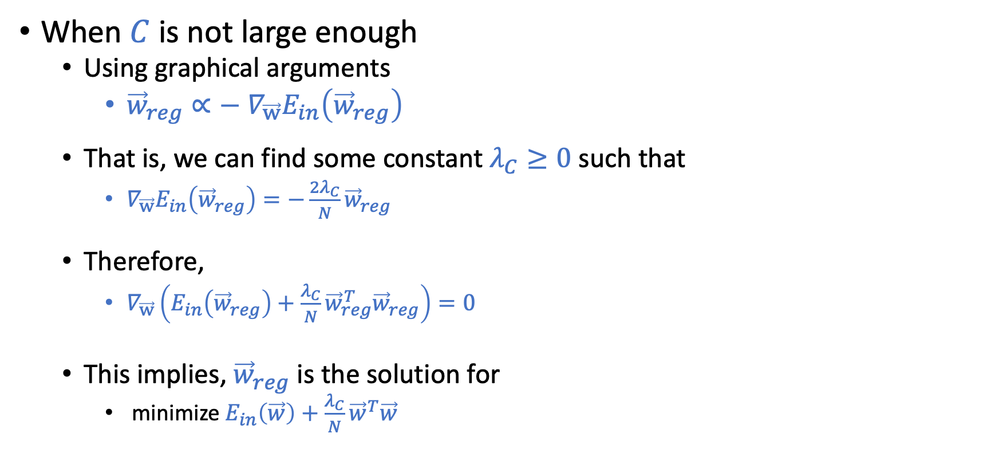 • When C is not large enough
• Using graphical arguments
• $\vec{w}_{reg} \propto -\nabla_{\vec{w}} E_{in}(\vec{w}_{reg})$
• That is, we can find some constant $\lambda_C \geq 0$ such that
• $\nabla_{\vec{w}} E_{in}(\vec{w}_{reg}) = -\frac{2\lambda_C}{N} \vec{w}_{reg}$
• Therefore,
• $\nabla_{\vec{w}} \left( E_{in}(\vec{w}_{reg}) + \frac{\lambda_C}{N} \vec{w}_{reg}^T \vec{w}_{reg} \right) = 0$
• This implies, $\vec{w}_{reg}$ is the solution for
• minimize $E_{in}(\vec{w}) + \frac{\lambda_C}{N} \vec{w}^T \vec{w}$